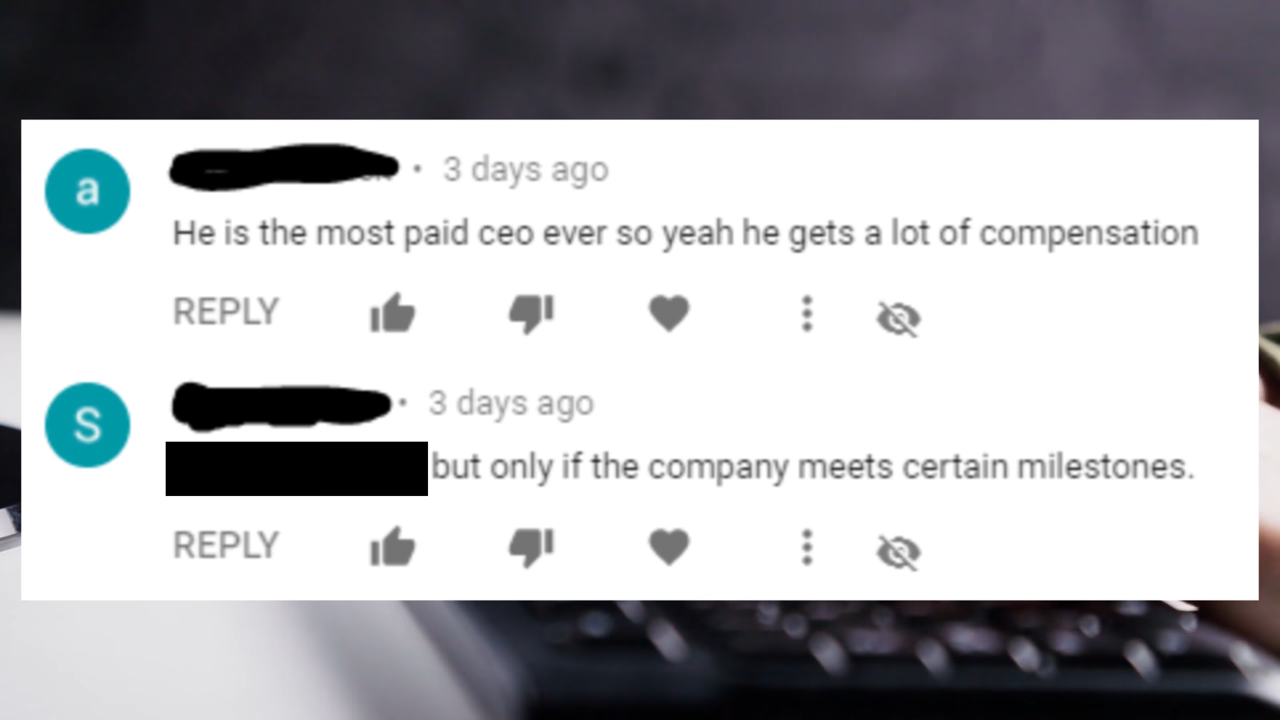 a
• 3 days ago
He is the most paid ceo ever so yeah he gets a lot of compensation
REPLY
S
• 3 days ago
but only if the company meets certain milestones.
REPLY